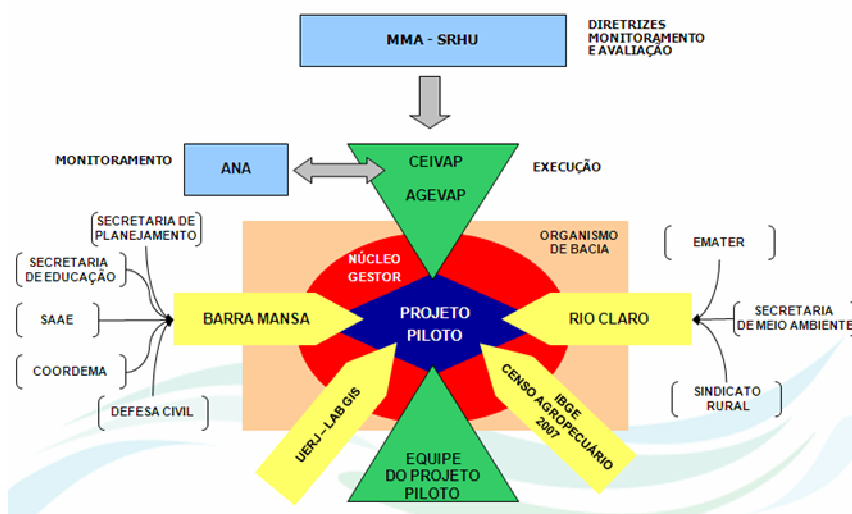 MMA - SRHU
DIRETRIZES
MONITORAMENTO
E AVALIAÇÃO
MONITORAMENTO
ANA
CEIVAP
AGEVAP
EXECUÇÃO
SECRETARIA DE
PLANEJAMENTO
SECRETARIA
DE EDUCAÇÃO
SAAE
COORDEMA
DEFESA CIVIL
NÚCLEO
GESTOR
ORGANISMO
DE BACIA
BARRA MANSA
PROJETO
PILOTO
RIO CLARO
EMATER
SECRETARIA
DE MEIO AMBIENTE
SINDICATO
RURAL
UERJ – LAB GIS
IBGE
CENSO AGROPECUÁRIO
2007
EQUIPE
DO PROJETO
PILOTO